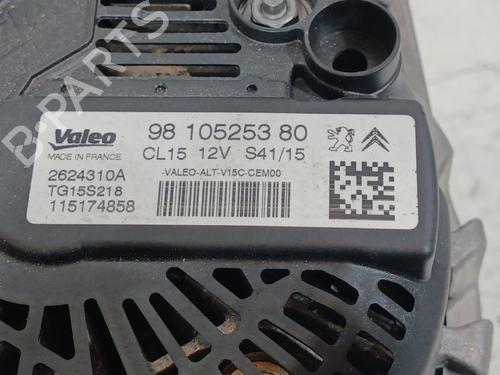 B-PARTS
Valeo
MADE IN FRANCE
98 105253 80
CL15 12V S41/15
2624310A
TG15S218
115174858
-VALEO-ALT-V15C-CEM00